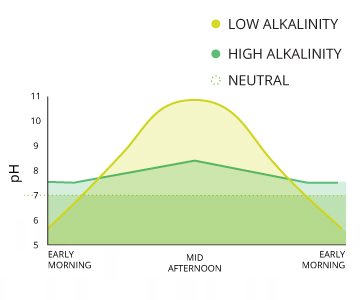 LOW ALKALINITY
HIGH ALKALINITY
NEUTRAL
pH
11
10
9
8
7
6
5
EARLY
MORNING
MID
AFTERNOON
EARLY
MORNING